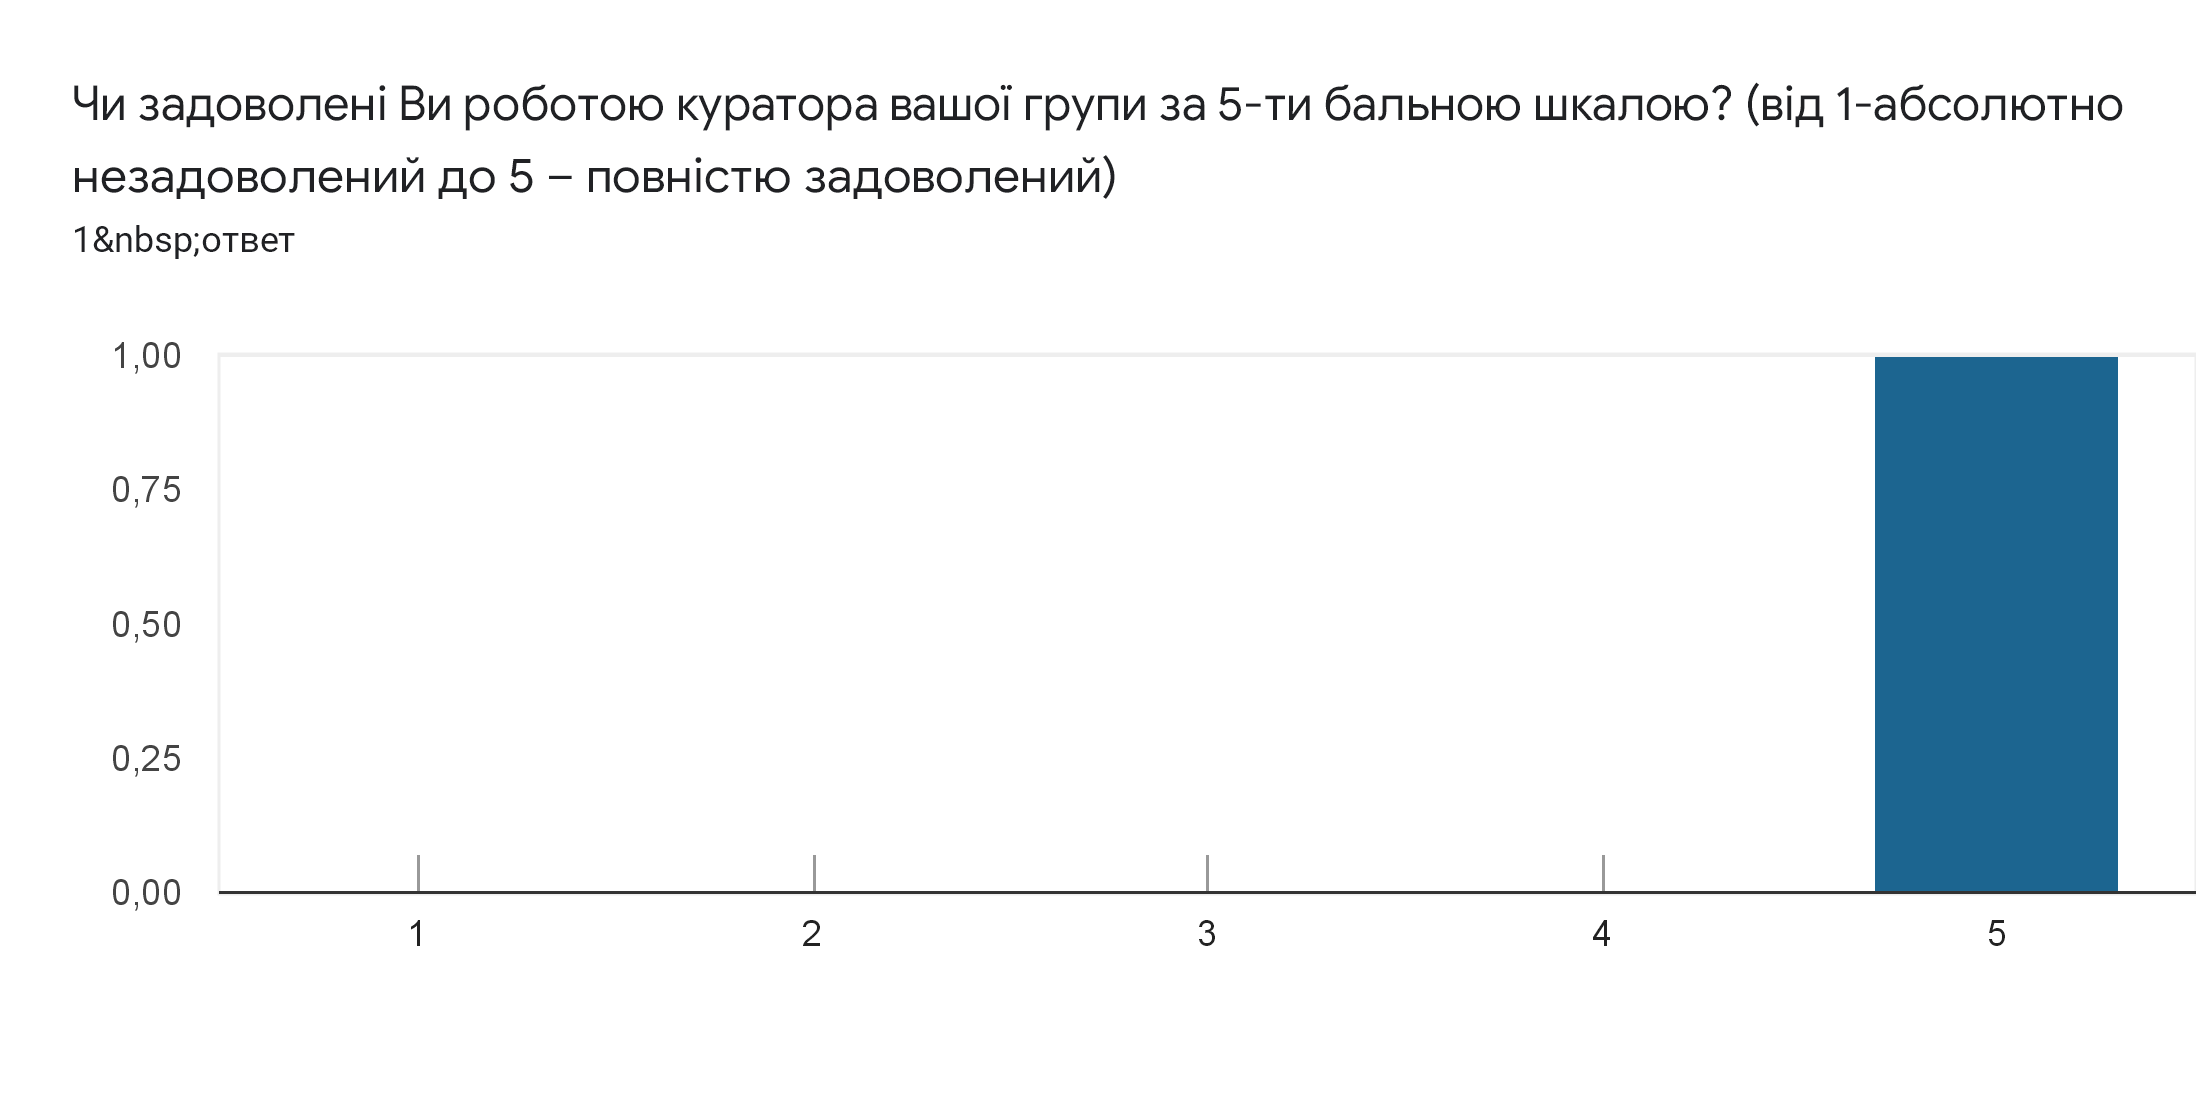 Чи задоволені Ви роботою куратора вашої групи за 5-ти бальною шкалою? (від 1-абсолютно
незадоволений до 5 – повністю задоволений)
1&nbsp;ответ
1,00
0,75
0,50
0,25
0,00
1 2 3 4 5